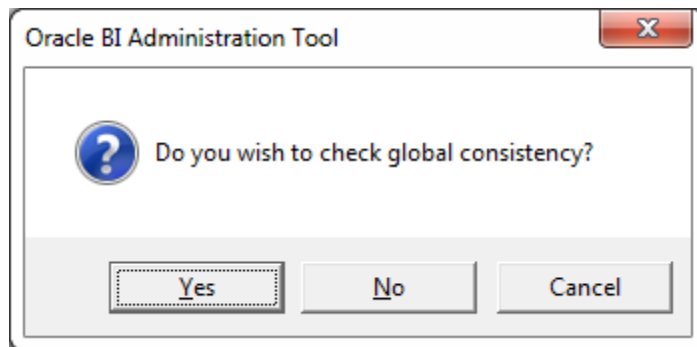 Oracle BI Administration Tool
Do you wish to check global consistency?
Yes No Cancel